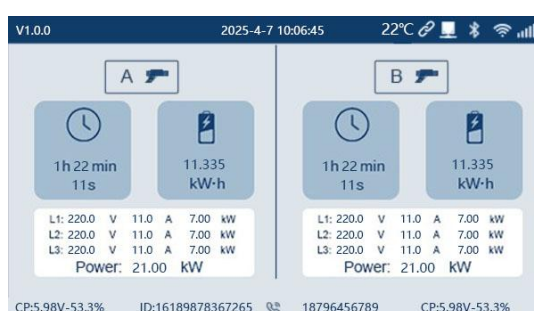 V1.0.0 2025-4-7 10:06:45 22℃
A
1h 22 min
11s
11.335
kW·h
L1: 220.0 V 11.0 A 7.00 kW
L2: 220.0 V 11.0 A 7.00 kW
L3: 220.0 V 11.0 A 7.00 kW
Power: 21.00 kW
B
1h 22 min
11s
11.335
kW·h
L1: 220.0 V 11.0 A 7.00 kW
L2: 220.0 V 11.0 A 7.00 kW
L3: 220.0 V 11.0 A 7.00 kW
Power: 21.00 kW
CP:5.98V-53.3% ID:16189878367265 18796456789 CP:5.98V-53.3%